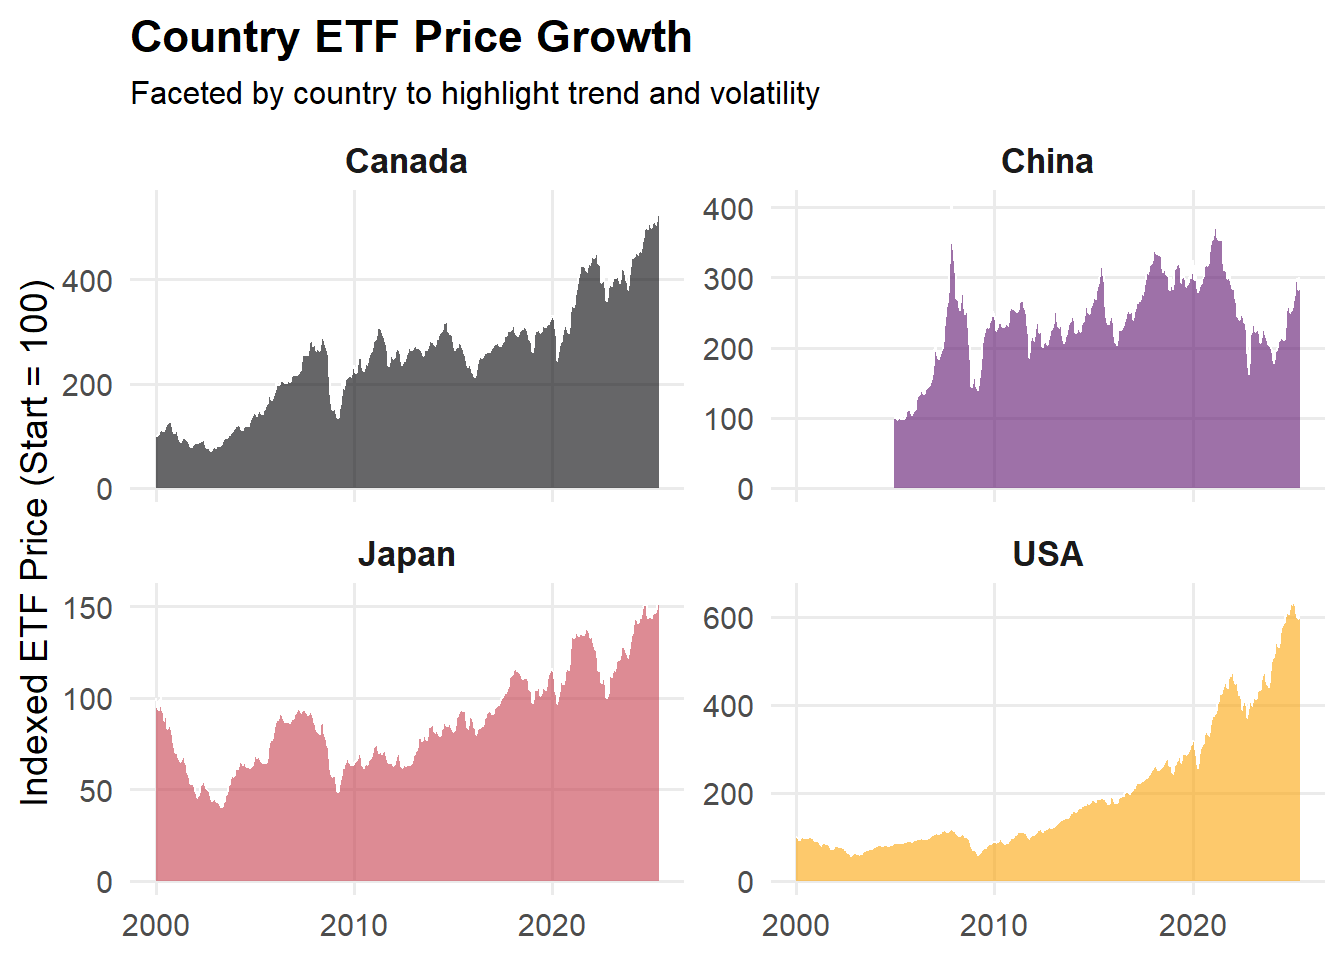 Country ETF Price Growth
Faceted by country to highlight trend and volatility
Indexed ETF Price (Start = 100)
Canada
400
200
0
China
400
300
200
100
0
Japan
150
100
50
0
2000 2010 2020
USA
600
400
200
0
2000 2010 2020